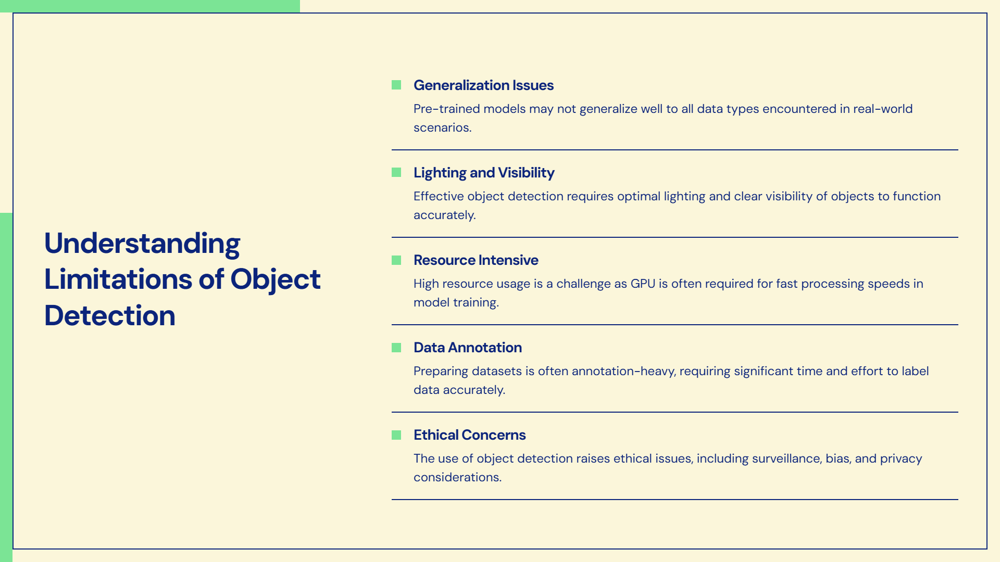 Understanding
Limitations of Object
Detection
Generalization Issues
Pre-trained models may not generalize well to all data types encountered in real-world
scenarios.
Lighting and Visibility
Effective object detection requires optimal lighting and clear visibility of objects to function
accurately.
Resource Intensive
High resource usage is a challenge as GPU is often required for fast processing speeds in
model training.
Data Annotation
Preparing datasets is often annotation-heavy, requiring significant time and effort to label
data accurately.
Ethical Concerns
The use of object detection raises ethical issues, including surveillance, bias, and privacy
considerations.